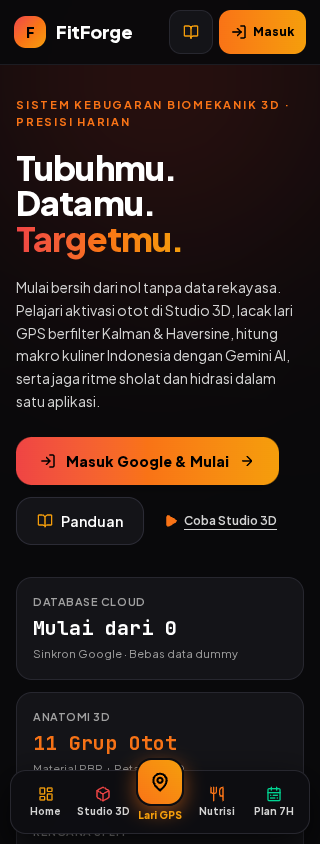 F FitForge
Masuk
SISTEM KEBUGARAN BIOMEKANIK 3D ·
PRESISI HARIAN
Tubuhmu.
Datamu.
Targetmu.
Mulai bersih dari nol tanpa data rekayasa.
Pelajari aktivasi otot di Studio 3D, lacak lari
GPS berfilter Kalman & Haversine, hitung
makro kuliner Indonesia dengan Gemini AI,
serta jaga ritme sholat dan hidrasi dalam
satu aplikasi.
Masuk Google & Mulai
Panduan
Coba Studio 3D
DATABASE CLOUD
Mulai dari 0
Sinkron Google · Bebas data dummy
ANATOMI 3D
11 Grup Otot
Material PBR
Home
Studio 3D
Lari GPS
Nutrisi
Plan 7H